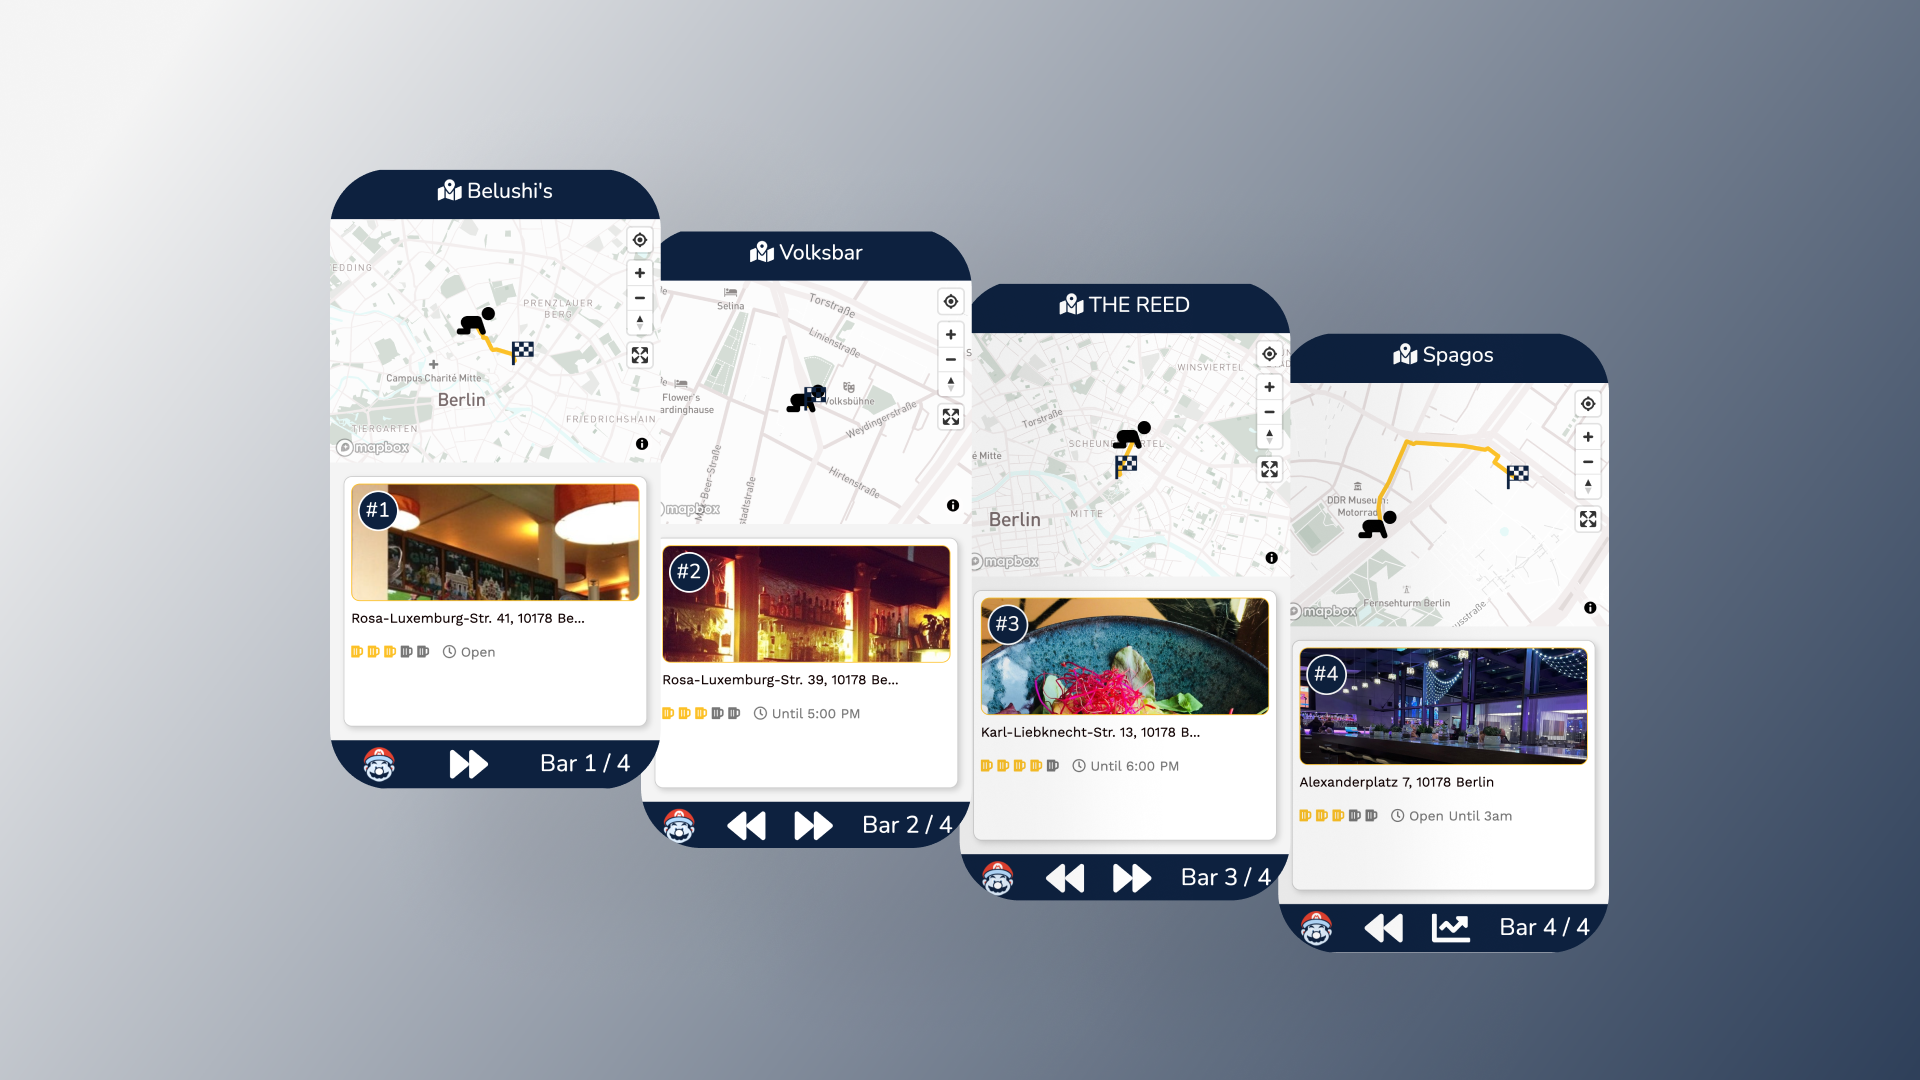 Belushi's
EDDING
PRENZLAUER
BERG
Campus Charité Mitte
Berlin
FRIEDRICHSHAIN
TIERGARTEN
mapbox
#1
Rosa-Luxemburg-Str. 41, 10178 Be...
Open
Bar 1 / 4
Volksbar
Selina
Torstraße
Linienstraße
Flower's
ardinghause
Volksbühne
Weydingerstraße
Hirtenstraße
Max-Beer-Straße
adtstraße
mapbox
#2
Rosa-Luxemburg-Str. 39, 10178 Be...
Until 5:00 PM
Bar 2 / 4
THE REED
WINSVIERTEL
Torstraße
é Mitte
Berlin
MITTE
mapbox
#3
Karl-Liebknecht-Str. 13, 10178 B...
Until 6:00 PM
Bar 3 / 4
Spagos
DDR Museum:
Motorrad
Fernsehturm Berlin
usstraße
mapbox
#4
Alexanderplatz 7, 10178 Berlin
Open Until 3am
Bar 4 / 4